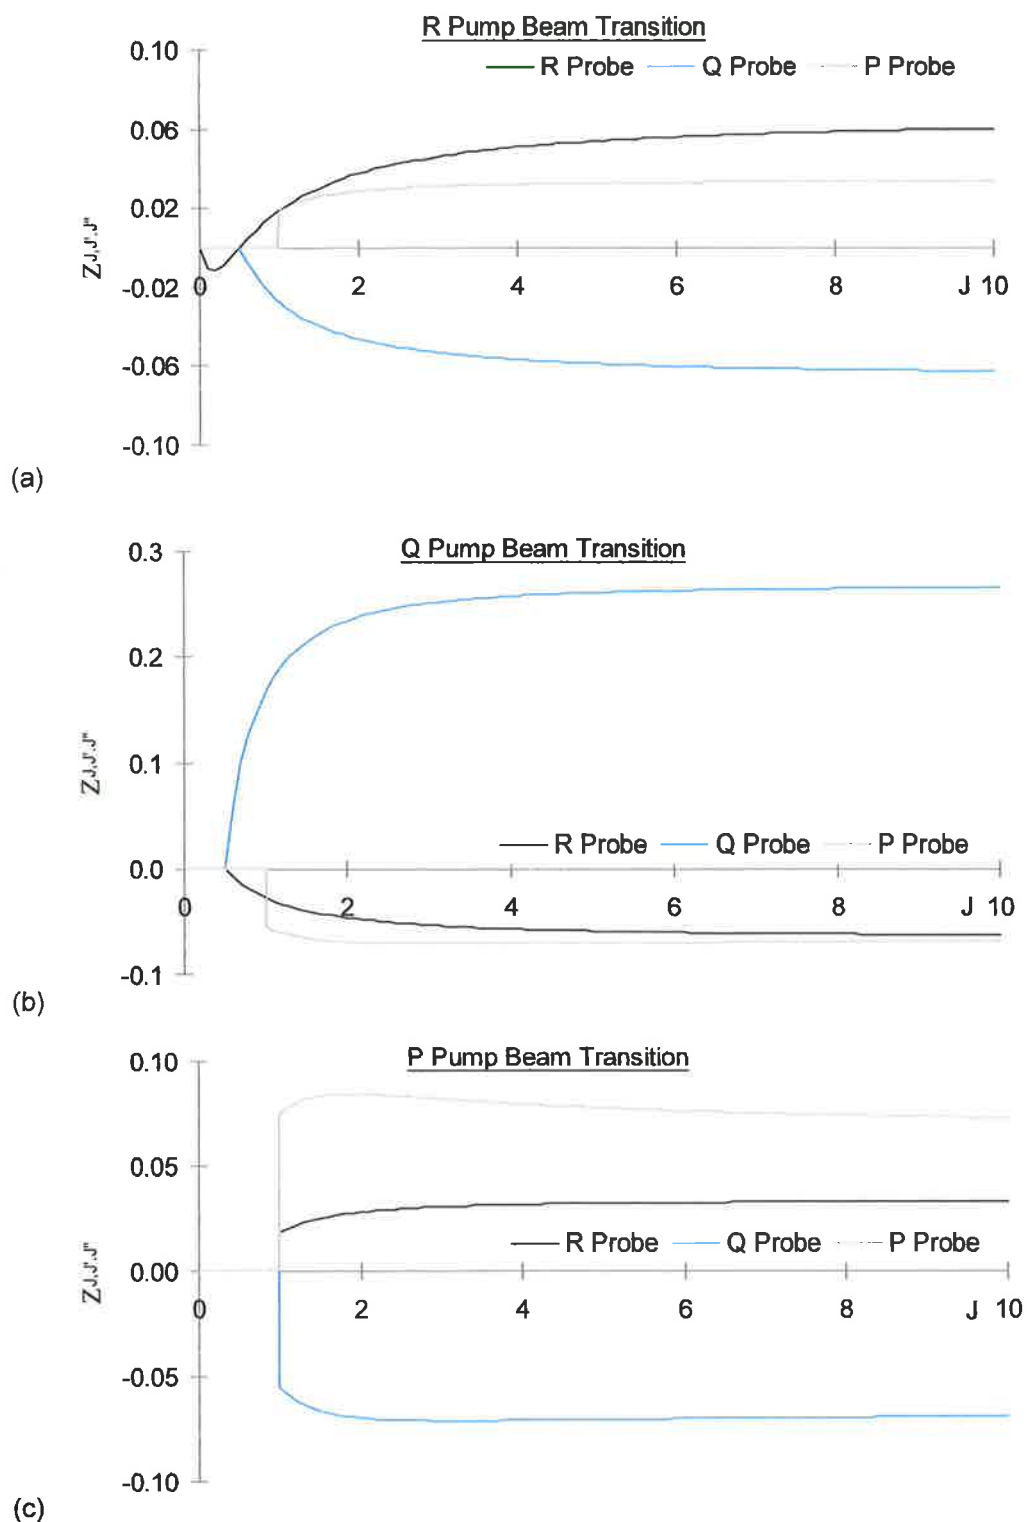 R Pump Beam Transition
0.10
R Probe Q Probe P Probe
0.06
0.02
ZJ,J'.J"
-0.02
0 2 4 6 8 J 10
-0.06
-0.10
(a)
Q Pump Beam Transition
0.3
0.2
ZJ,J'.J"
0.1
R Probe Q Probe P Probe
0.0
0 2 4 6 8 J 10
-0.1
(b)
P Pump Beam Transition
0.10
0.05
R Probe Q Probe P Probe
ZJ,J'.J"
0.00
0 2 4 6 8 J 10
-0.05
-0.10
(c)